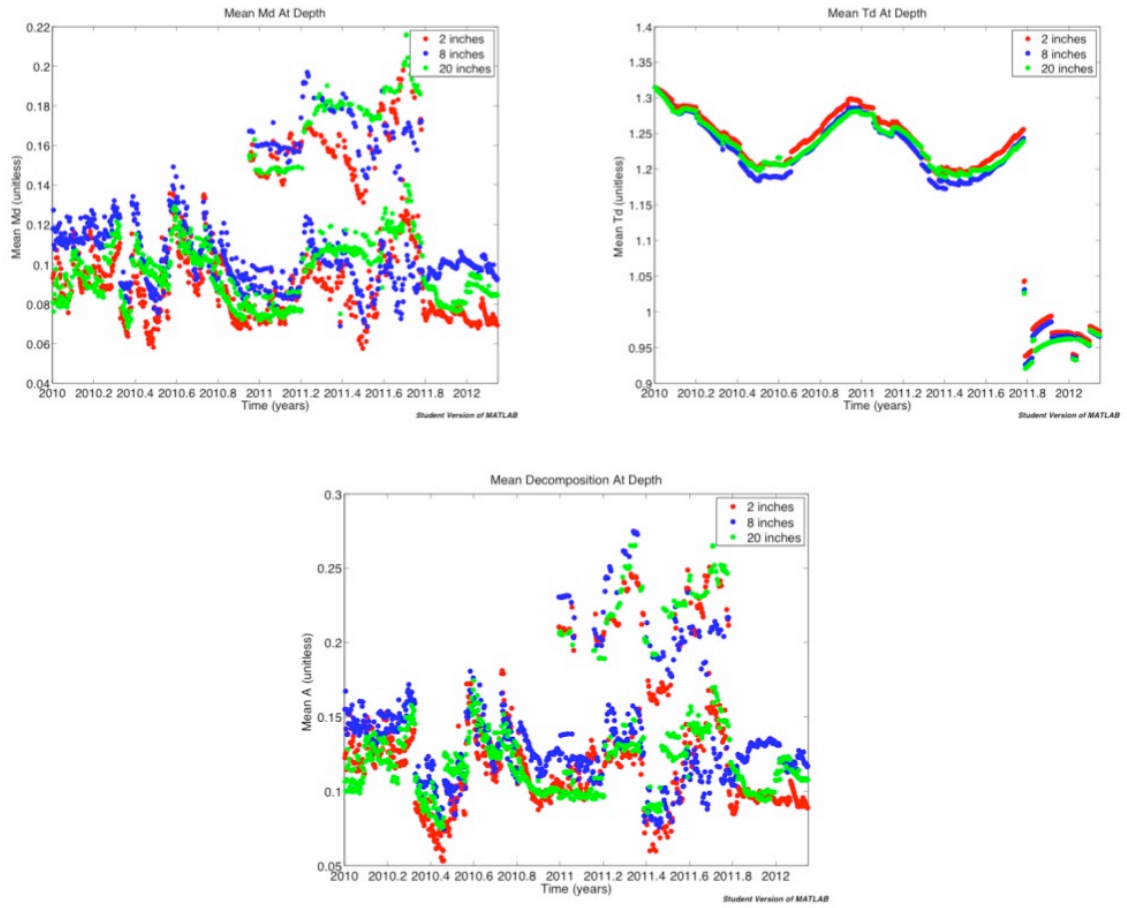 Mean Md At Depth
0.22
0.2
0.18
0.16
0.14
0.12
0.1
0.08
0.06
0.04
Mean Md (unitless)
2 inches
8 inches
20 inches
2010 2010.2 2010.4 2010.6 2010.8 2011 2011.2 2011.4 2011.6 2011.8 2012
Time (years)
Student Version of MATLAB
Mean Td At Depth
1.4
1.35
1.3
1.25
1.2
1.15
1.1
1.05
1
0.95
0.9
Mean Td (unitless)
2 inches
8 inches
20 inches
2010 2010.2 2010.4 2010.6 2010.8 2011 2011.2 2011.4 2011.6 2011.8 2012
Time (years)
Student Version of MATLAB
Mean Decomposition At Depth
0.3
0.25
0.2
0.15
0.1
0.05
Mean A (unitless)
2 inches
8 inches
20 inches
2010 2010.2 2010.4 2010.6 2010.8 2011 2011.2 2011.4 2011.6 2011.8 2012
Time (years)
Student Version of MATLAB